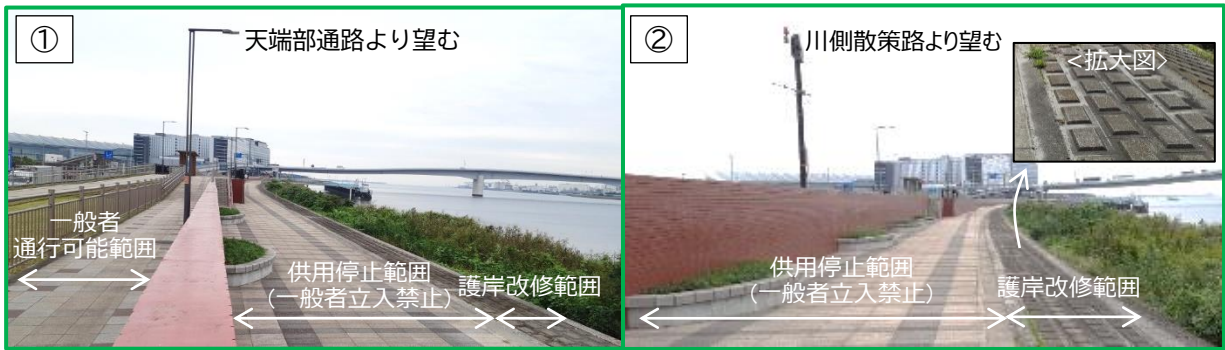 ①
天端部通路より望む
一般者
通行可能範囲
供用停止範囲
(一般者立入禁止)
護岸改修範囲
②
川側散策路より望む
<拡大図>
供用停止範囲
(一般者立入禁止)
護岸改修範囲